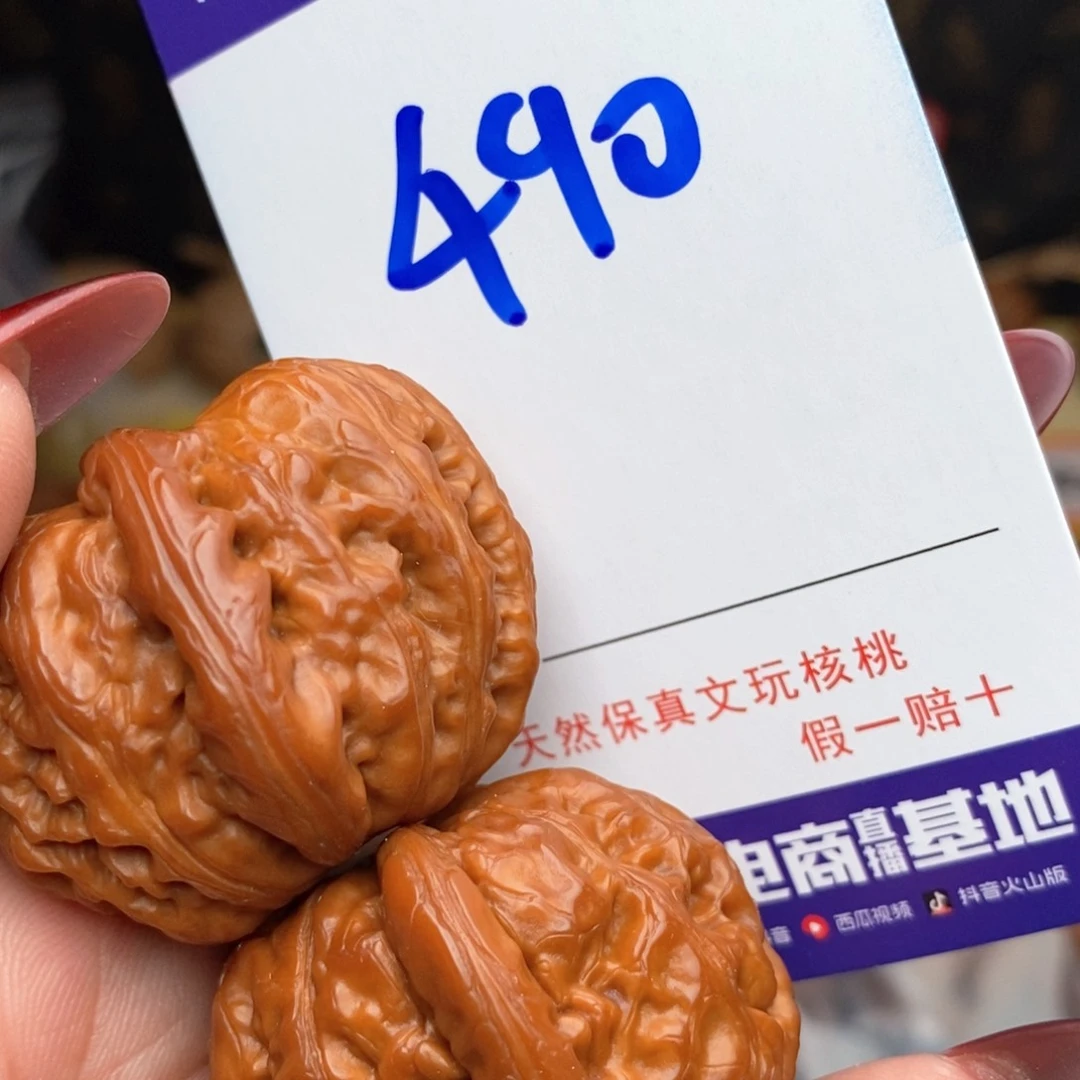 490
天然保真文玩核桃
假一赔十
电商直播基地
音 西瓜视频 抖音火山版